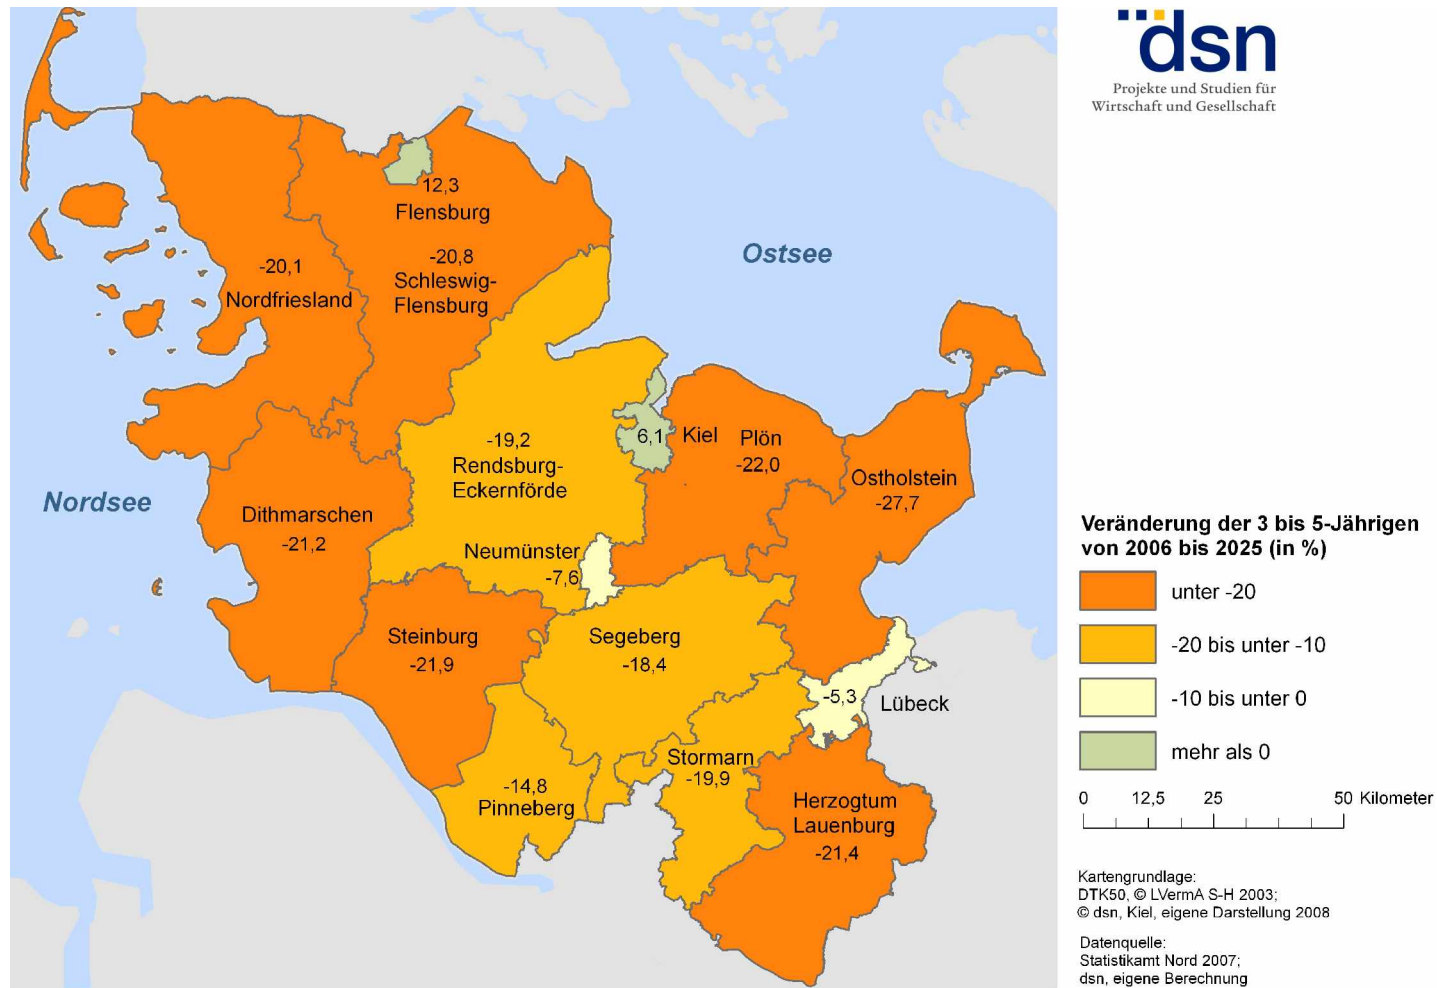 dsn
Projekte und Studien für
Wirtschaft und Gesellschaft
12,3
Flensburg
-20,8
Schleswig-
Flensburg
-20,1
Nordfriesland
Ostsee
Nordsee
-19,2
Rendsburg-
Eckernförde
6,1
Kiel
Plön
-22,0
Ostholstein
-27,7
Dithmarschen
-21,2
Neumünster
-7,6
Steinburg
-21,9
Segeberg
-18,4
-5,3
Lübeck
Stormarn
-19,9
-14,8
Pinneberg
Herzogtum
Lauenburg
-21,4
Veränderung der 3 bis 5-Jährigen
von 2006 bis 2025 (in %)
unter -20
-20 bis unter -10
-10 bis unter 0
mehr als 0
0 12,5 25 50 Kilometer
Kartengrundlage:
DTK50, © LVermA S-H 2003;
© dsn, Kiel, eigene Darstellung 2008
Datenquelle:
Statistikamt Nord 2007;
dsn, eigene Berechnung